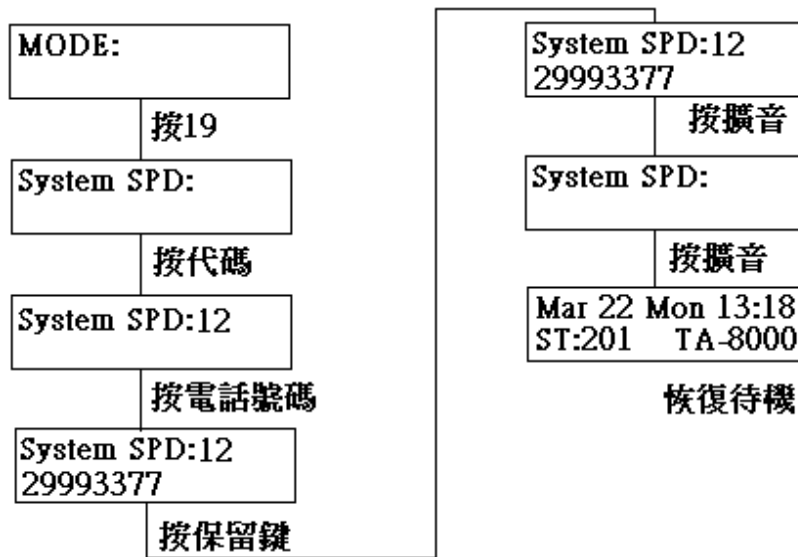 MODE:
按19
System SPD:
按代碼
System SPD:12
按電話號碼
System SPD:12
29993377
按保留鍵
System SPD:12
29993377
按擴音
System SPD:
按擴音
Mar 22 Mon 13:18
ST:201 TA-8000
恢復待機